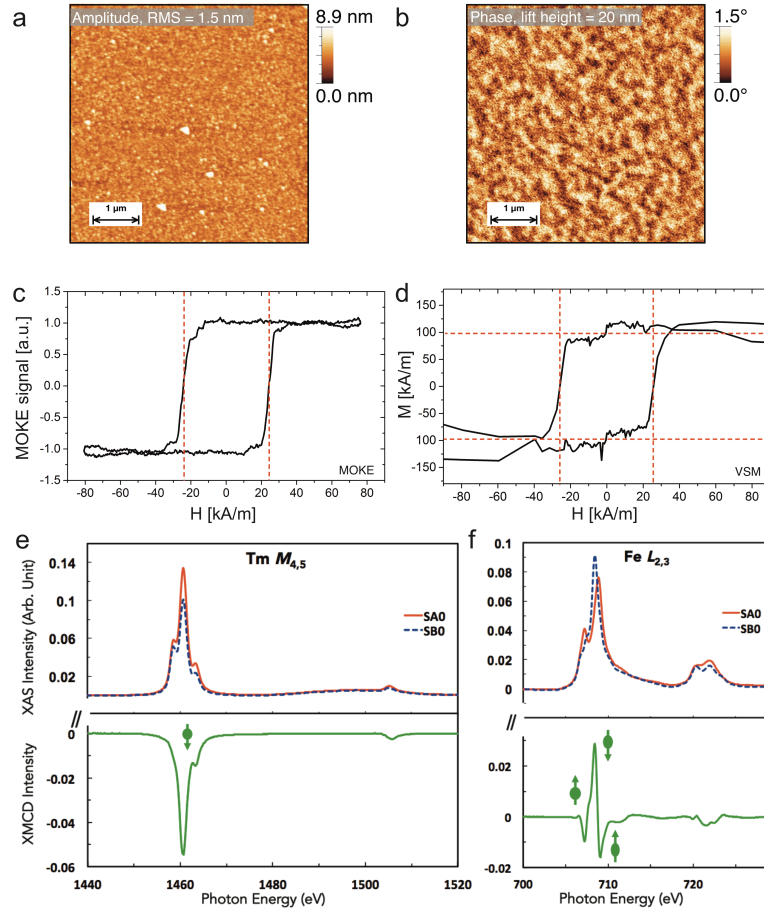 a
Amplitude, RMS = 1.5 nm
8.9 nm
0.0 nm
1 µm
b
Phase, lift height = 20 nm
1.5°
0.0°
1 µm
c
MOKE signal [a.u.]
1.5
1.0
0.5
0.0
-0.5
-1.0
-1.5
-80 -60 -40 -20 0 20 40 60 80
H [kA/m]
MOKE
d
M [kA/m]
150
100
50
0
-50
100
-150
-80 -60 -40 -20 0 20 40 60 80
H [kA/m]
VSM
e
Tm M4,5
XAS Intensity (Arb. Unit)
0.14
0.1
0.06
0.02
SA0
SB0
XMCD Intensity
0
-0.02
-0.04
-0.06
1440 1460 1480 1500 1520
Photon Energy (eV)
f
Fe L2,3
0.1
0.08
0.06
0.04
0.02
0
SA0
SB0
0.02
0
-0.02
700 710 720
Photon Energy (eV)